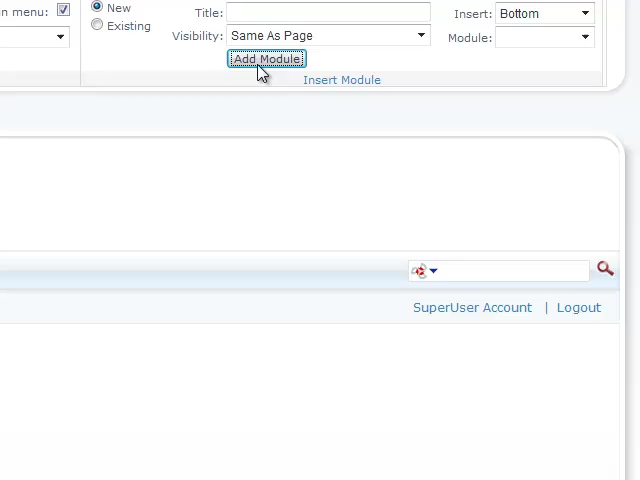 n menu:
New
Existing
Title:
Insert: Bottom
Visibility: Same As Page
Module:
Add Module
Insert Module
SuperUser Account | Logout